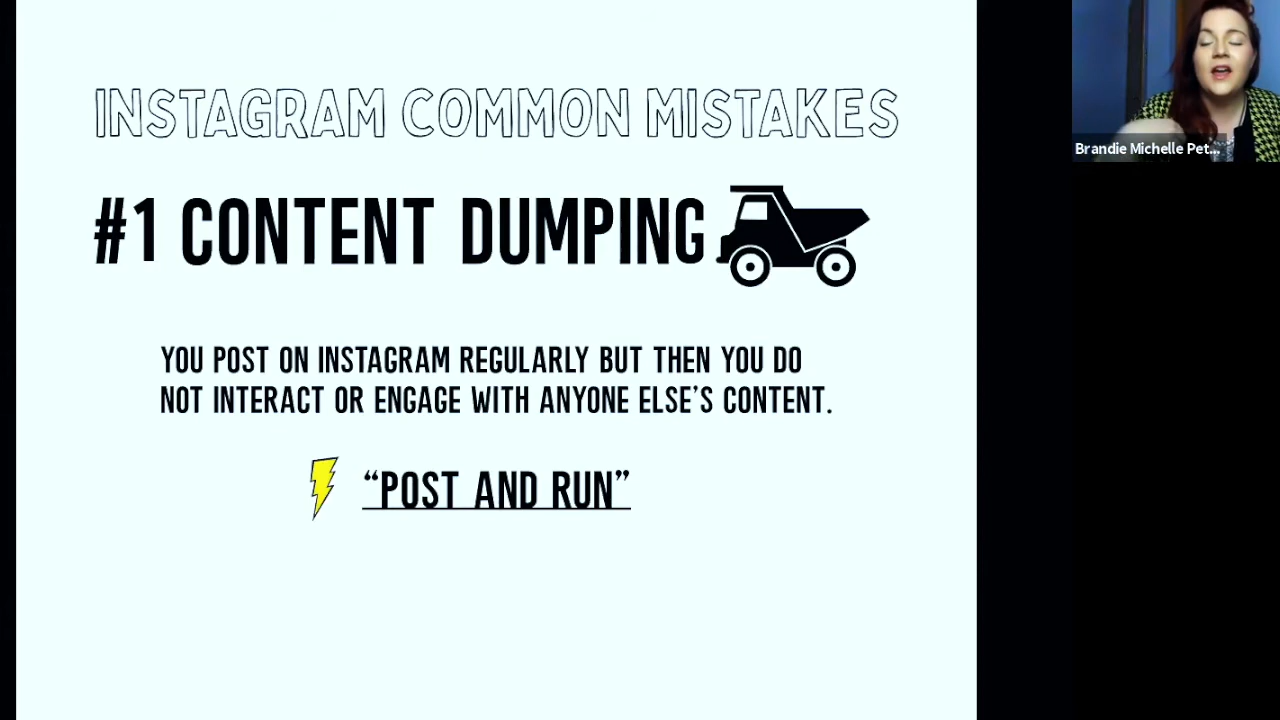 INSTAGRAM COMMON MISTAKES
#1 CONTENT DUMPING
YOU POST ON INSTAGRAM REGULARLY BUT THEN YOU DO
NOT INTERACT OR ENGAGE WITH ANYONE ELSE’S CONTENT.
“POST AND RUN”
Brandie Michelle Pet...